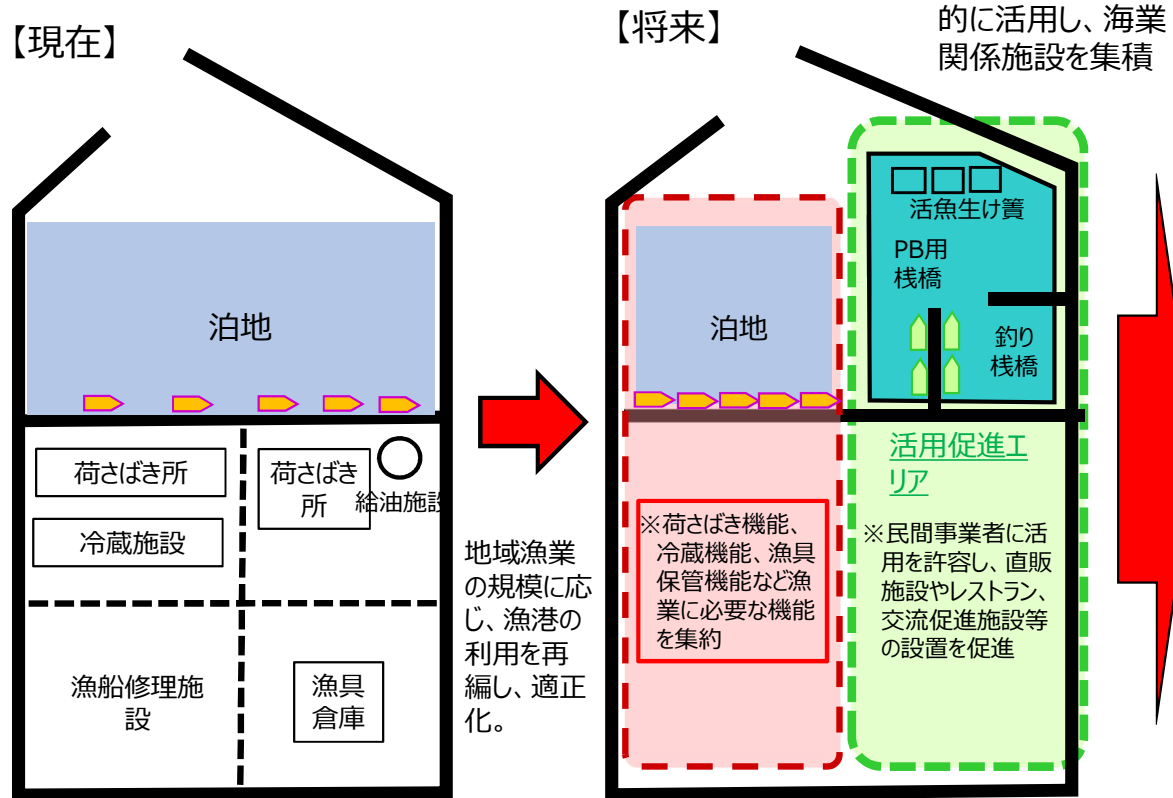 【現在】
泊地
荷さばき所
荷さばき
所
給油施設
冷蔵施設
漁船修理施
設
漁具
倉庫
地域漁業
の規模に応
じ、漁港の
利用を再
編し、適正
化。
【将来】
的に活用し、海業
関係施設を集積
泊地
※荷さばき機能、
冷蔵機能、漁具
保管機能など漁
業に必要な機能
を集約
活魚生け簀
PB用
桟橋
釣り
桟橋
活用促進エ
リア
※民間事業者に活
用を許容し、直販
施設やレストラン、
交流促進施設等
の設置を促進